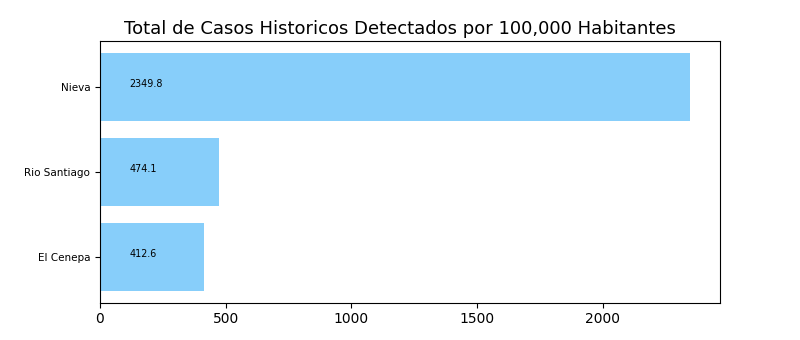 Total de Casos Historicos Detectados por 100,000 Habitantes
Nieva 2349.8
Rio Santiago 474.1
El Cenepa 412.6
0 500 1000 1500 2000